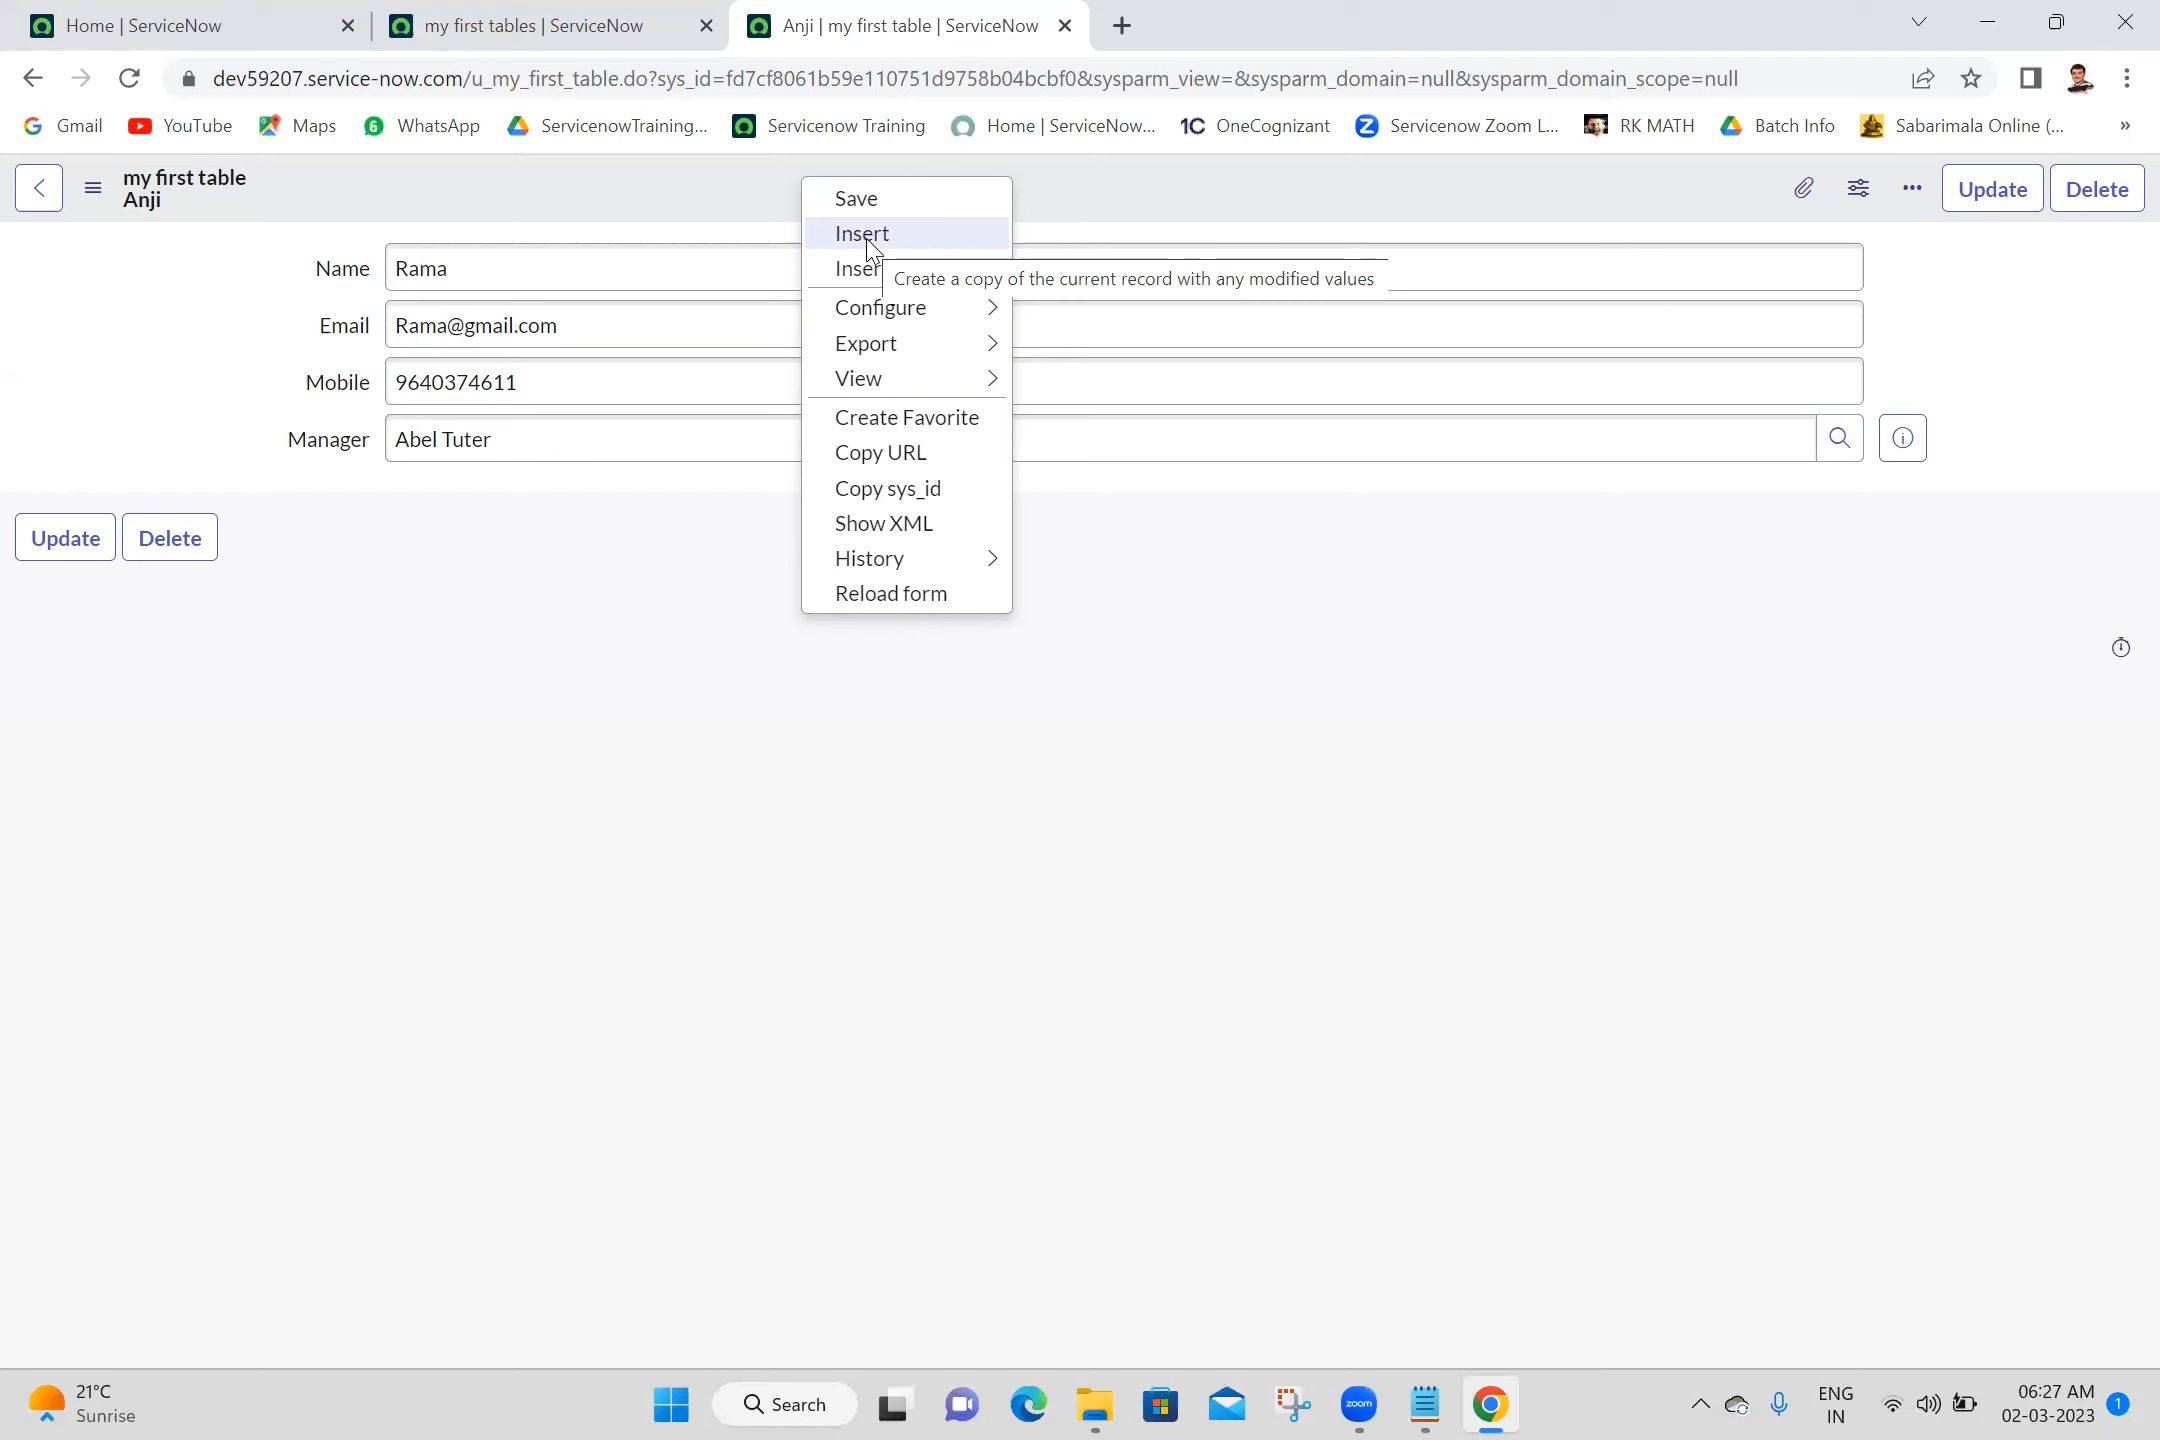 Home | ServiceNow
my first tables | ServiceNow
Anji | my first table | ServiceNow
dev59207.service-now.com/u_my_first_table.do?sys_id=fd7cf8061b59e110751d9758b04bcbf0&sysparm_view=&sysparm_domain=null&sysparm_domain_scope=null
Gmail
YouTube
Maps
WhatsApp
ServicenowTraining...
Servicenow Training
Home | ServiceNow...
1C OneCognizant
Servicenow Zoom L...
RK MATH
Batch Info
Sabarimala Online (...
»
my first table
Anji
Update
Delete
Save
Insert
Inser
Create a copy of the current record with any modified values
Configure
Export
View
Create Favorite
Copy URL
Copy sys_id
Show XML
History
Reload form
Name Rama
Email Rama@gmail.com
Mobile 9640374611
Manager Abel Tuter
Update
Delete
21°C
Sunrise
Search
zoom
ENG
IN
06:27 AM
02-03-2023
1